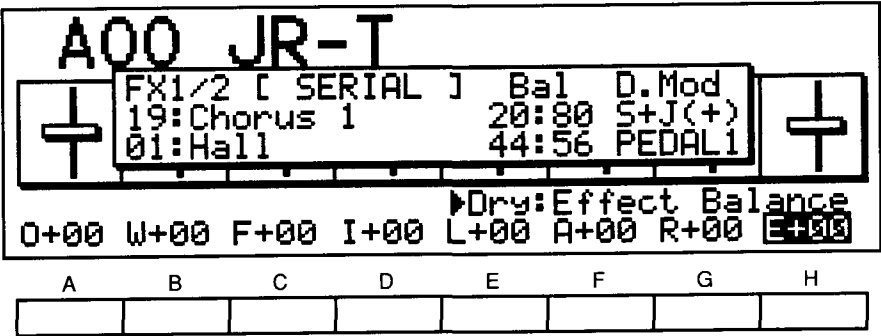 A00 JR-T
FX1/2 [ SERIAL ] Bal D.Mod
19:Chorus 1 20:80 S+J(+)
01:Hall 44:56 PEDAL1
▶Dry:Effect Balance
O+00 W+00 F+00 I+00 L+00 A+00 R+00 E+00
A B C D E F G H